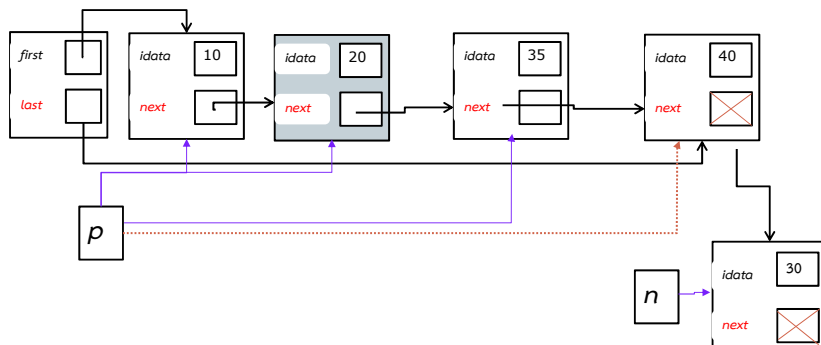 first
last
idata 10
next
idata 20
next
idata 35
next
idata 40
next
p
n
idata 30
next